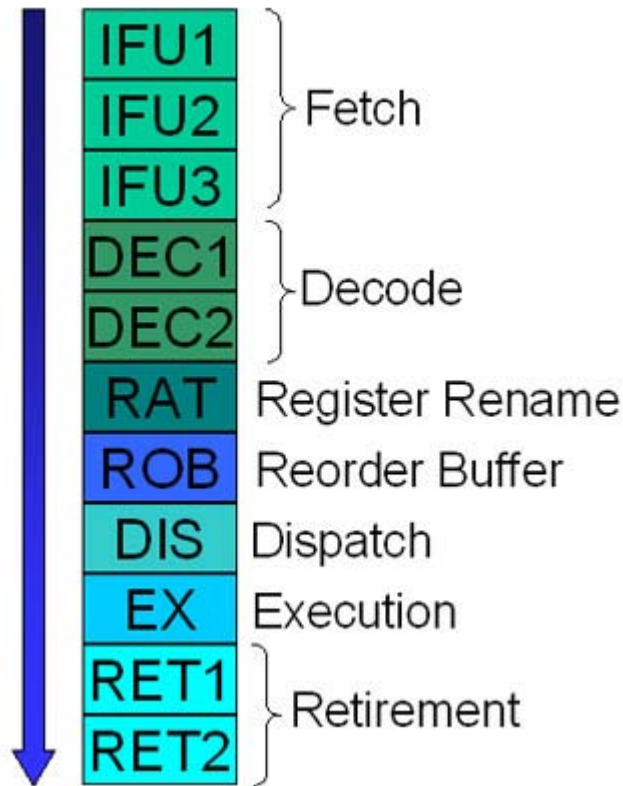 IFU1
IFU2
Fetch
IFU3
DEC1
Decode
DEC2
RAT Register Rename
ROB Reorder Buffer
DIS Dispatch
EX Execution
RET1
Retirement
RET2